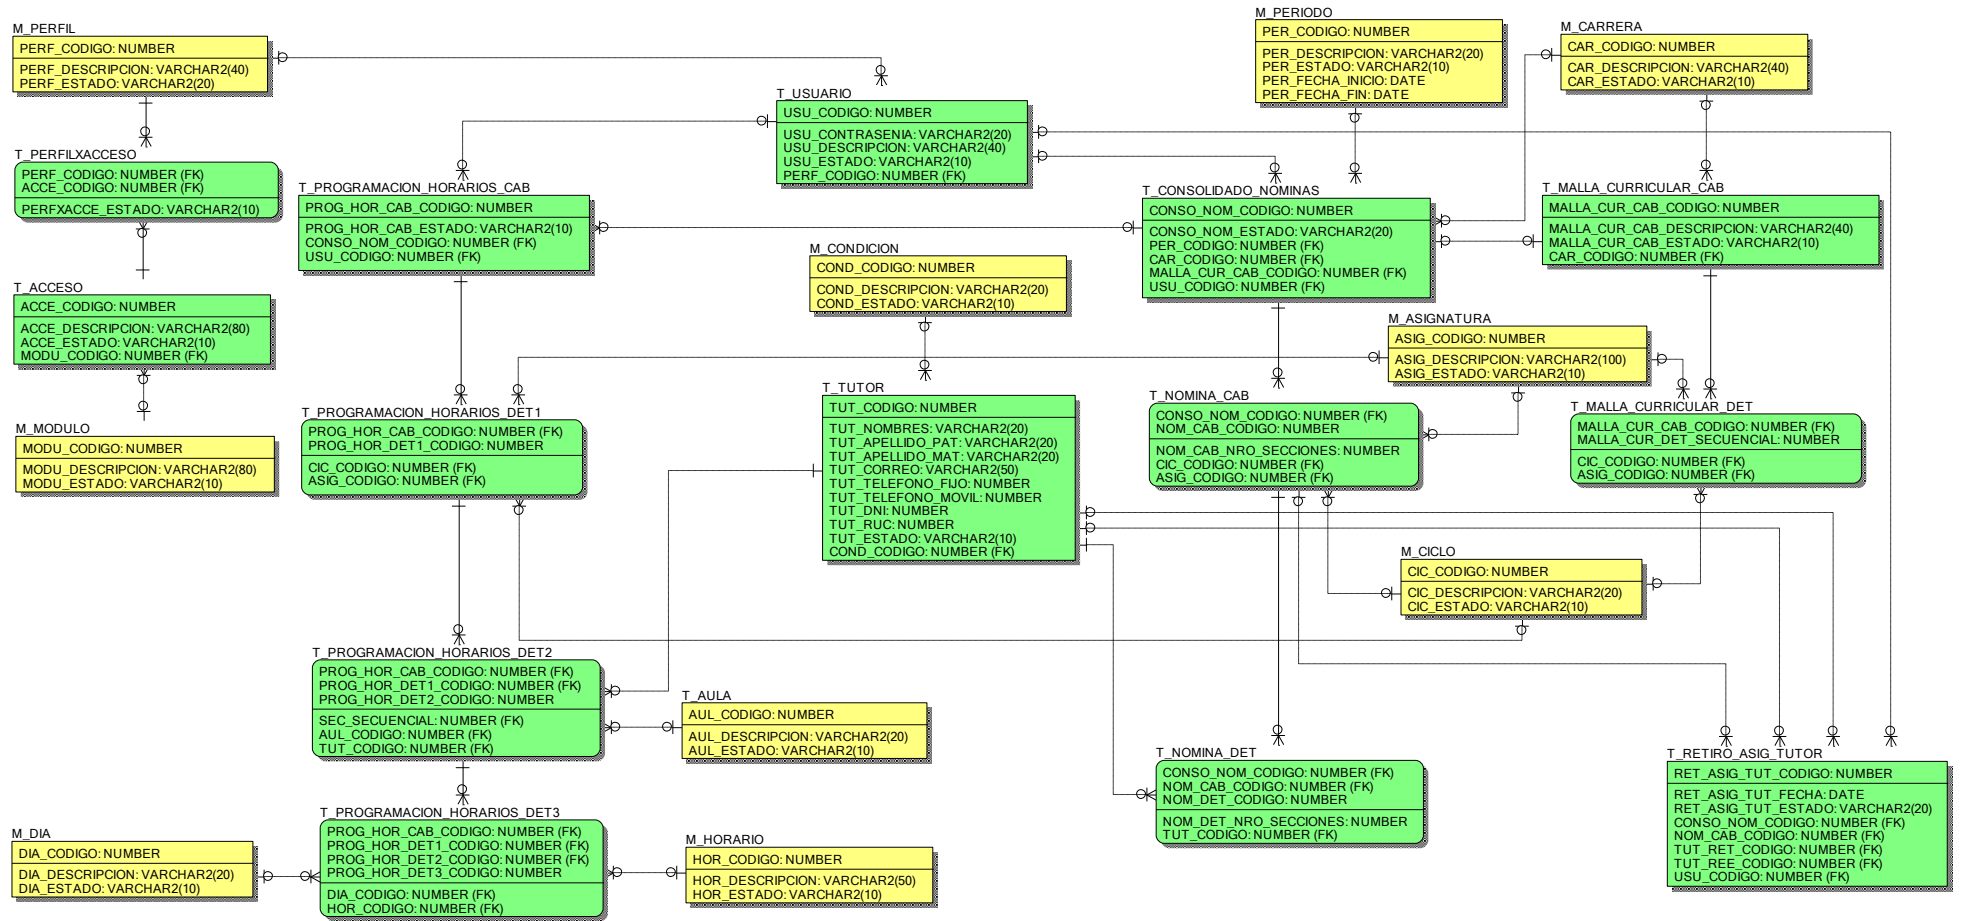 M_PERFIL
PERF_CODIGO: NUMBER
PERF_DESCRIPCION: VARCHAR2(40)
PERF_ESTADO: VARCHAR2(20)
M_PERIODO
PER_CODIGO: NUMBER
PER_DESCRIPCION: VARCHAR2(20)
PER_ESTADO: VARCHAR2(10)
PER_FECHA_INICIO: DATE
PER_FECHA_FIN: DATE
M_CARRERA
CAR_CODIGO: NUMBER
CAR_DESCRIPCION: VARCHAR2(40)
CAR_ESTADO: VARCHAR2(10)
T_USUARIO
USU_CODIGO: NUMBER
USU_CONTRASENIA: VARCHAR2(20)
USU_DESCRIPCION: VARCHAR2(40)
USU_ESTADO: VARCHAR2(10)
PERF_CODIGO: NUMBER (FK)
T_PERFILXACCESO
PERF_CODIGO: NUMBER (FK)
ACCE_CODIGO: NUMBER (FK)
PERFXACCE_ESTADO: VARCHAR2(10)
T_PROGRAMACION_HORARIOS_CAB
PROG_HOR_CAB_CODIGO: NUMBER
PROG_HOR_CAB_ESTADO: VARCHAR2(10)
CONSO_NOM_CODIGO: NUMBER (FK)
USU_CODIGO: NUMBER (FK)
T_CONSOLIDADO_NOMINAS
CONSO_NOM_CODIGO: NUMBER
CONSO_NOM_ESTADO: VARCHAR2(20)
PER_CODIGO: NUMBER (FK)
CAR_CODIGO: NUMBER (FK)
MALLA_CUR_CAB_CODIGO: NUMBER (FK)
USU_CODIGO: NUMBER (FK)
T_MALLA_CURRICULAR_CAB
MALLA_CUR_CAB_CODIGO: NUMBER
MALLA_CUR_CAB_DESCRIPCION: VARCHAR2(40)
MALLA_CUR_CAB_ESTADO: VARCHAR2(10)
CAR_CODIGO: NUMBER (FK)
M_CONDICION
COND_CODIGO: NUMBER
COND_DESCRIPCION: VARCHAR2(20)
COND_ESTADO: VARCHAR2(10)
T_ACCESO
ACCE_CODIGO: NUMBER
ACCE_DESCRIPCION: VARCHAR2(80)
ACCE_ESTADO: VARCHAR2(10)
MODU_CODIGO: NUMBER (FK)
M_ASIGNATURA
ASIG_CODIGO: NUMBER
ASIG_DESCRIPCION: VARCHAR2(100)
ASIG_ESTADO: VARCHAR2(10)
M_MODULO
MODU_CODIGO: NUMBER
MODU_DESCRIPCION: VARCHAR2(80)
MODU_ESTADO: VARCHAR2(10)
T_PROGRAMACION_HORARIOS_DET1
PROG_HOR_CAB_CODIGO: NUMBER (FK)
PROG_HOR_DET1_CODIGO: NUMBER
CIC_CODIGO: NUMBER (FK)
ASIG_CODIGO: NUMBER (FK)
T_TUTOR
TUT_CODIGO: NUMBER
TUT_NOMBRES: VARCHAR2(20)
TUT_APELLIDO_PAT: VARCHAR2(20)
TUT_APELLIDO_MAT: VARCHAR2(20)
TUT_CORREO: VARCHAR2(50)
TUT_TELEFONO_FIJO: NUMBER
TUT_TELEFONO_MOVIL: NUMBER
TUT_DNI: NUMBER
TUT_RUC: NUMBER
TUT_ESTADO: VARCHAR2(10)
COND_CODIGO: NUMBER (FK)
T_NOMINA_CAB
CONSO_NOM_CODIGO: NUMBER (FK)
NOM_CAB_CODIGO: NUMBER
NOM_CAB_NRO_SECCIONES: NUMBER
CIC_CODIGO: NUMBER (FK)
ASIG_CODIGO: NUMBER (FK)
T_MALLA_CURRICULAR_DET
MALLA_CUR_CAB_CODIGO: NUMBER (FK)
MALLA_CUR_DET_SECUENCIAL: NUMBER
CIC_CODIGO: NUMBER (FK)
ASIG_CODIGO: NUMBER (FK)
M_CICLO
CIC_CODIGO: NUMBER
CIC_DESCRIPCION: VARCHAR2(20)
CIC_ESTADO: VARCHAR2(10)
T_PROGRAMACION_HORARIOS_DET2
PROG_HOR_CAB_CODIGO: NUMBER (FK)
PROG_HOR_DET1_CODIGO: NUMBER (FK)
PROG_HOR_DET2_CODIGO: NUMBER
SEC_SECUENCIAL: NUMBER (FK)
AUL_CODIGO: NUMBER (FK)
TUT_CODIGO: NUMBER (FK)
T_AULA
AUL_CODIGO: NUMBER
AUL_DESCRIPCION: VARCHAR2(20)
AUL_ESTADO: VARCHAR2(10)
T_NOMINA_DET
CONSO_NOM_CODIGO: NUMBER (FK)
NOM_CAB_CODIGO: NUMBER (FK)
NOM_DET_CODIGO: NUMBER
NOM_DET_NRO_SECCIONES: NUMBER
TUT_CODIGO: NUMBER (FK)
T_RETIRO_ASIG_TUTOR
RET_ASIG_TUT_CODIGO: NUMBER
RET_ASIG_TUT_FECHA: DATE
RET_ASIG_TUT_ESTADO: VARCHAR2(20)
CONSO_NOM_CODIGO: NUMBER (FK)
NOM_CAB_CODIGO: NUMBER (FK)
TUT_RET_CODIGO: NUMBER (FK)
TUT_REE_CODIGO: NUMBER (FK)
USU_CODIGO: NUMBER (FK)
M_DIA
DIA_CODIGO: NUMBER
DIA_DESCRIPCION: VARCHAR2(20)
DIA_ESTADO: VARCHAR2(10)
T_PROGRAMACION_HORARIOS_DET3
PROG_HOR_CAB_CODIGO: NUMBER (FK)
PROG_HOR_DET1_CODIGO: NUMBER (FK)
PROG_HOR_DET2_CODIGO: NUMBER (FK)
PROG_HOR_DET3_CODIGO: NUMBER
DIA_CODIGO: NUMBER (FK)
HOR_CODIGO: NUMBER (FK)
M_HORARIO
HOR_CODIGO: NUMBER
HOR_DESCRIPCION: VARCHAR2(50)
HOR_ESTADO: VARCHAR2(10)